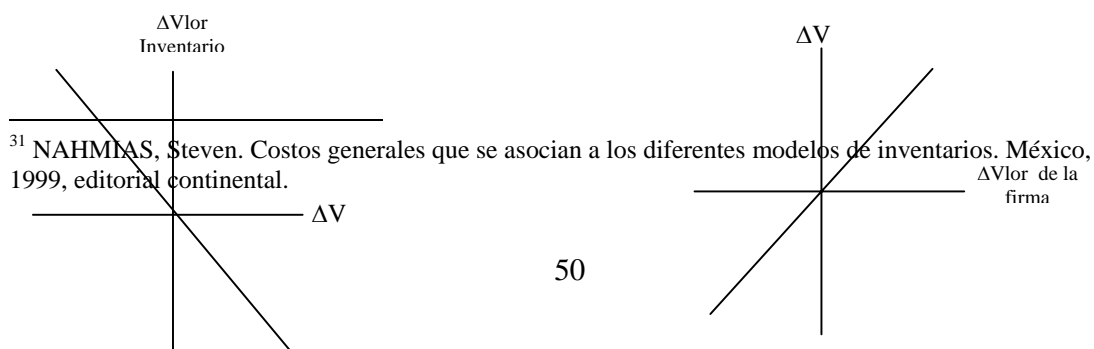 ΔVlor
Inventario
ΔV
31 NAHMIAS, Steven. Costos generales que se asocian a los diferentes modelos de inventarios. México,
1999, editorial continental.
ΔVlor de la
firma
ΔV
50